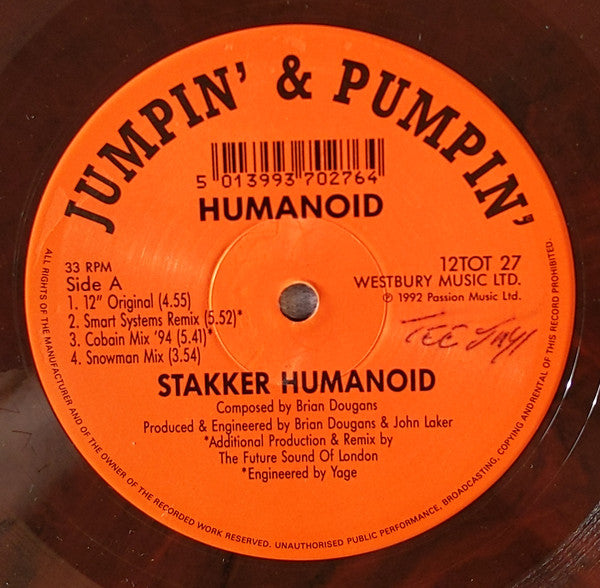 JUMPIN' & PUMPIN'
5 013993 702764
HUMANOID
33 RPM
Side A
1. 12” Original (4.55)
2. Smart Systems Remix (5.52)*
3. Cobain Mix '94 (5.41)*
4. Snowman Mix (3.54)
12TOT 27
WESTBURY MUSIC LTD.
℗ 1992 Passion Music Ltd.
STAKKER HUMANOID
Composed by Brian Dougans
Produced & Engineered by Brian Dougans & John Laker
*Additional Production & Remix by
The Future Sound Of London
*Engineered by Yage
ALL RIGHTS OF THE MANUFACTURER AND OF THE OWNER OF THE RECORDED WORK RESERVED. UNAUTHORISED PUBLIC PERFORMANCE, BROADCASTING, COPYING ANDRENTAL OF THIS RECORD PROHIBITED.